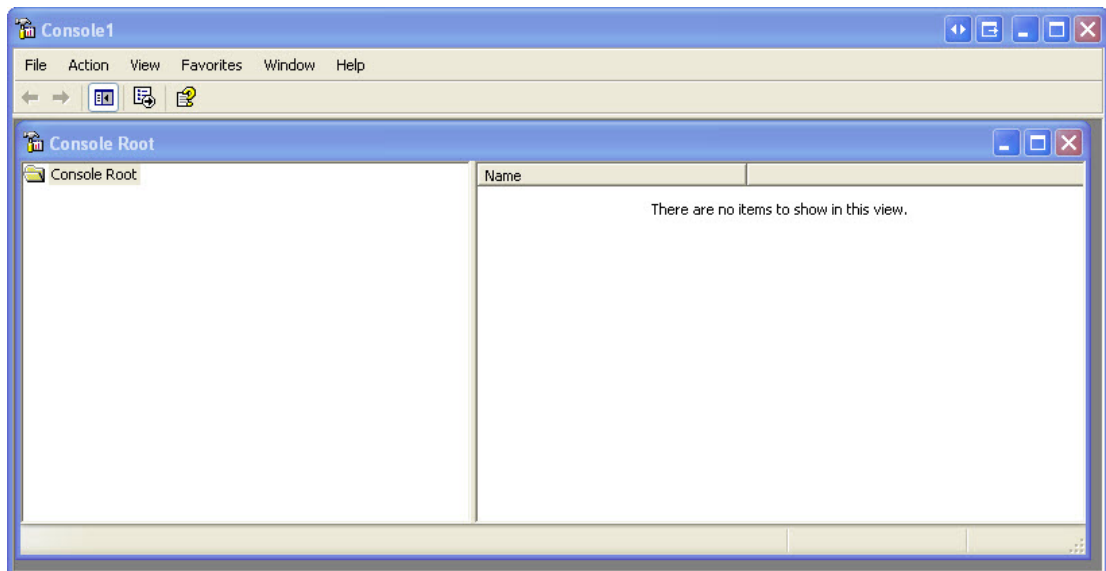 Console1
File Action View Favorites Window Help
Console Root
Console Root
Name
There are no items to show in this view.